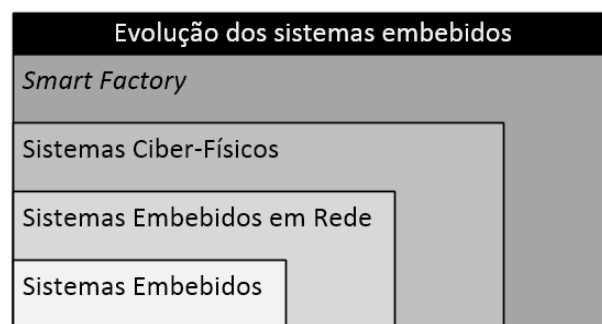 Evolução dos sistemas embebidos
Smart Factory
Sistemas Ciber-Físicos
Sistemas Embebidos em Rede
Sistemas Embebidos